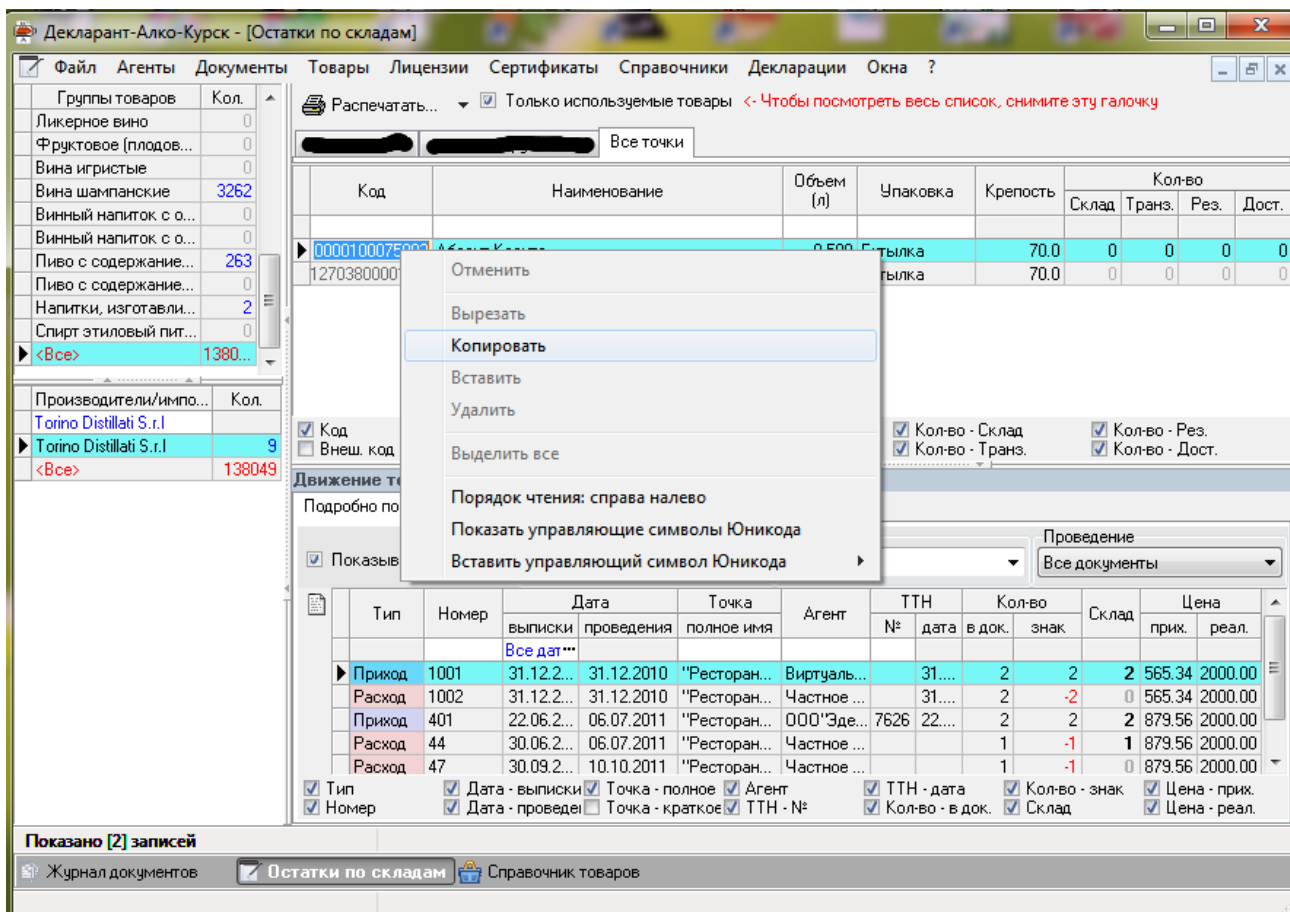 Декларант-Алко-Курск - [Остатки по складам]
Файл Агенты Документы Товары Лицензии Сертификаты Справочники Декларации Окна ?
Группы товаров Кол.
Ликерное вино 0
Фруктовое (плодов... 0
Вина игристые 0
Вина шампанские 3262
Винный напиток с о... 0
Винный напиток с о... 0
Пиво с содержание... 263
Пиво с содержание... 0
Напитки, изготавли... 2
Спирт этиловый пит... 0
<Все> 1380...
Производители/импо... Кол.
Torino Distillati S.r.l
Torino Distillati S.r.l 9
<Все> 138049
Распечатать... Только используемые товары <- Чтобы посмотреть весь список, снимите эту галочку
Все точки
Код Наименование Объем (л) Упаковка Крепость Кол-во
Склад Транз. Рез. Дост.
70.0 0 0 0 0
70.0 0 0 0 0
Отменить
Вырезать
Копировать
Вставить
Удалить
Выделить все
Порядок чтения: справа налево
Показать управляющие символы Юникода
Вставить управляющий символ Юникода
Код Кол-во - Склад Кол-во - Рез.
Внеш. код Кол-во - Транз. Кол-во - Дост.
Движение
Подробно по
Показыв
Проведение
Все документы
Тип Номер Дата Точка Агент ТТН Кол-во Склад Цена
выписки проведения полное имя № дата в док. знак прих. реал.
Все дат...
Приход 1001 31.12.2... 31.12.2010 "Ресторан... Виртуаль... 31.... 2 2 2 565.34 2000.00
Расход 1002 31.12.2... 31.12.2010 "Ресторан... Частное ... 31.... 2 -2 0 565.34 2000.00
Приход 401 22.06.2... 06.07.2011 "Ресторан... ООО"Эде... 7626 22.... 2 2 2 879.56 2000.00
Расход 44 30.06.2... 06.07.2011 "Ресторан... Частное ... 1 -1 1 879.56 2000.00
Расход 47 30.09.2... 10.10.2011 "Ресторан... Частное ... 1 -1 0 879.56 2000.00
Тип Дата - выписки Точка - полное Агент ТТН - дата Кол-во - знак Цена - прих.
Номер Дата - проведе Точка - краткое ТТН - № Кол-во - в док. Склад Цена - реал.
Показано [2] записей
Журнал документов Остатки по складам Справочник товаров